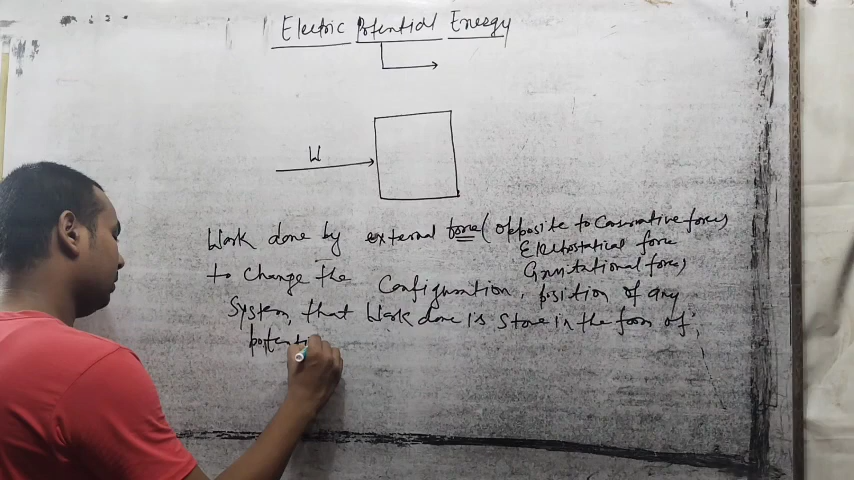 Electric Potential Energy
W
Work done by external force (opposite to Conservative forces
Electrostatical force
Gravitational forces)
to change the Configuration, position of any
System, that Work done is store in the form of
potenti